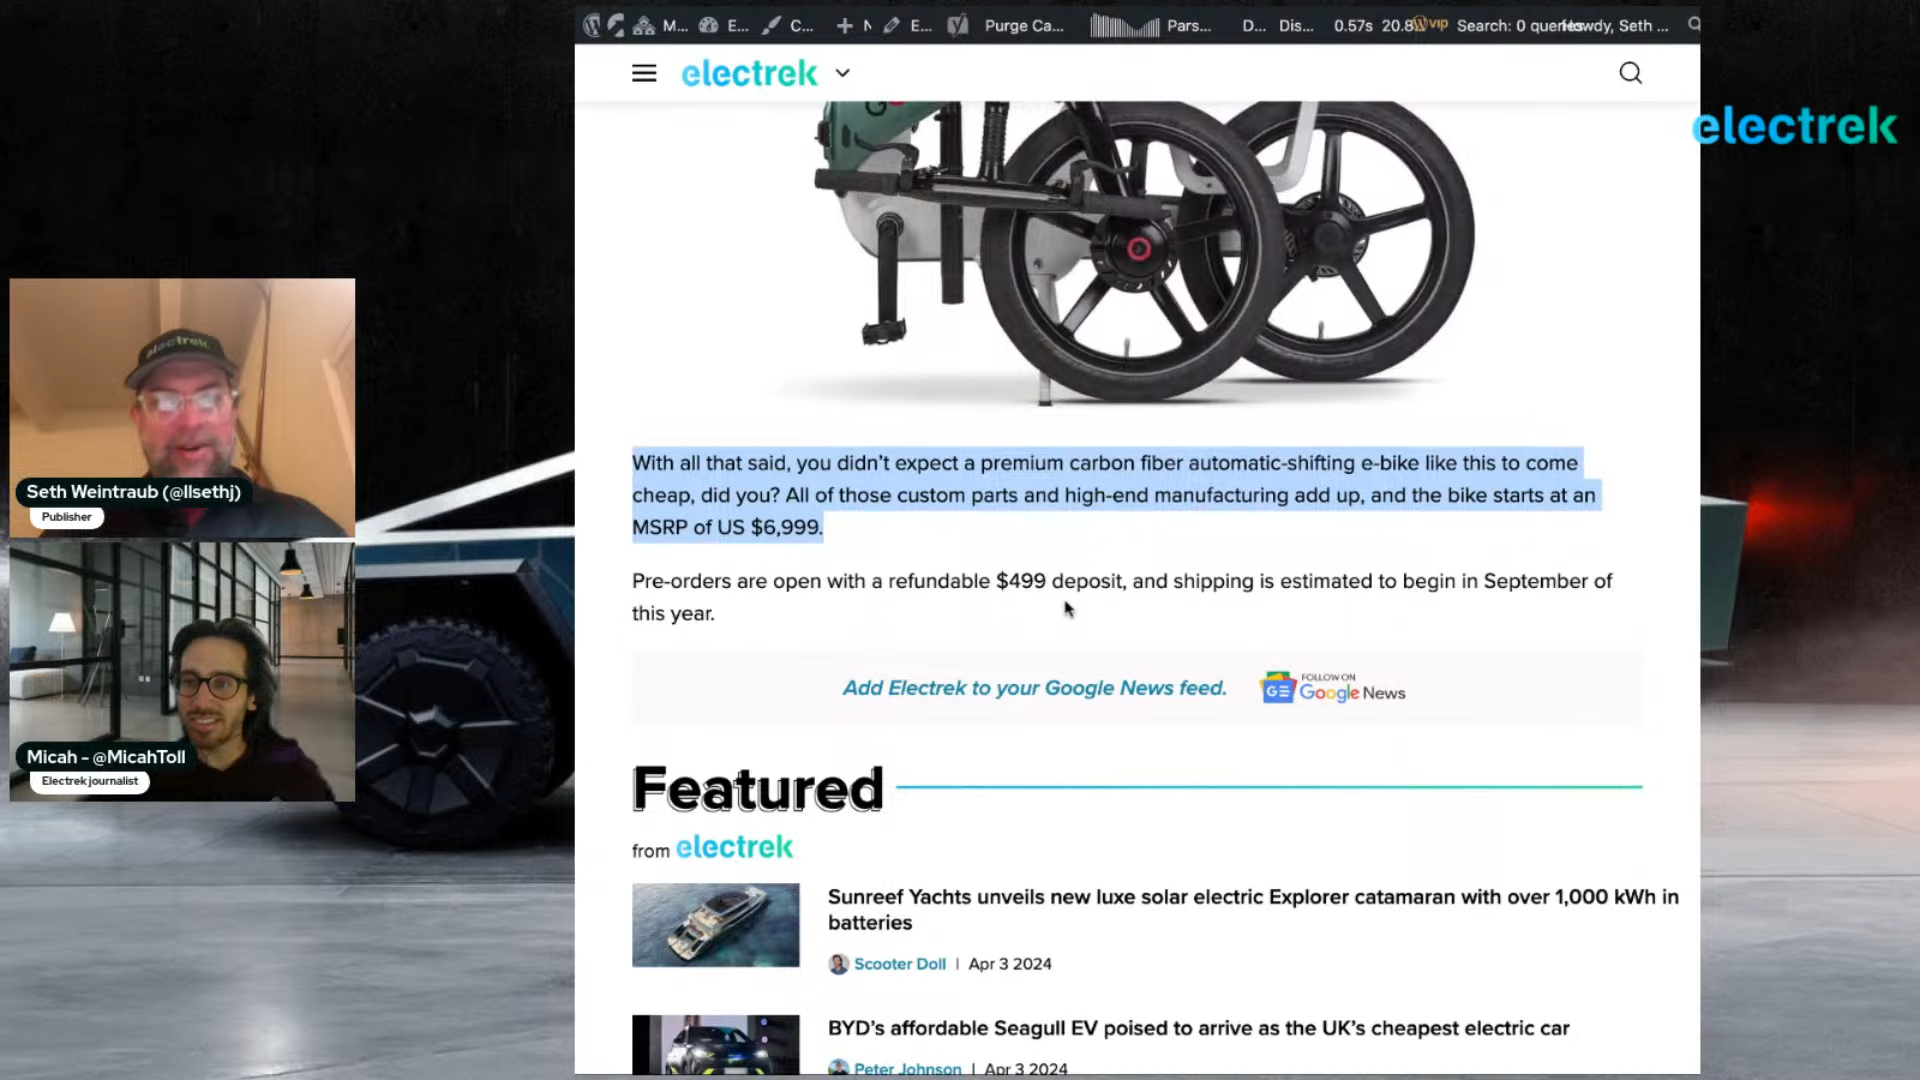 M... E... C... N E... Purge Ca... Pars... D... Dis... 0.57s VIP Search: 0 queries Howdy, Seth ...
electrek
electrek
electrek
Seth Weintraub (@llsethj)
Publisher
With all that said, you didn't expect a premium carbon fiber automatic-shifting e-bike like this to come
cheap, did you? All of those custom parts and high-end manufacturing add up, and the bike starts at an
MSRP of US $6,999.
Pre-orders are open with a refundable $499 deposit, and shipping is estimated to begin in September of
this year.
Add Electrek to your Google News feed.
GE
FOLLOW ON
Google News
Micah - @MicahToll
Electrek journalist
Featured
from electrek
Sunreef Yachts unveils new luxe solar electric Explorer catamaran with over 1,000 kWh in
batteries
Scooter Doll | Apr 3 2024
BYD's affordable Seagull EV poised to arrive as the UK's cheapest electric car
Peter Johnson | Apr 3 2024